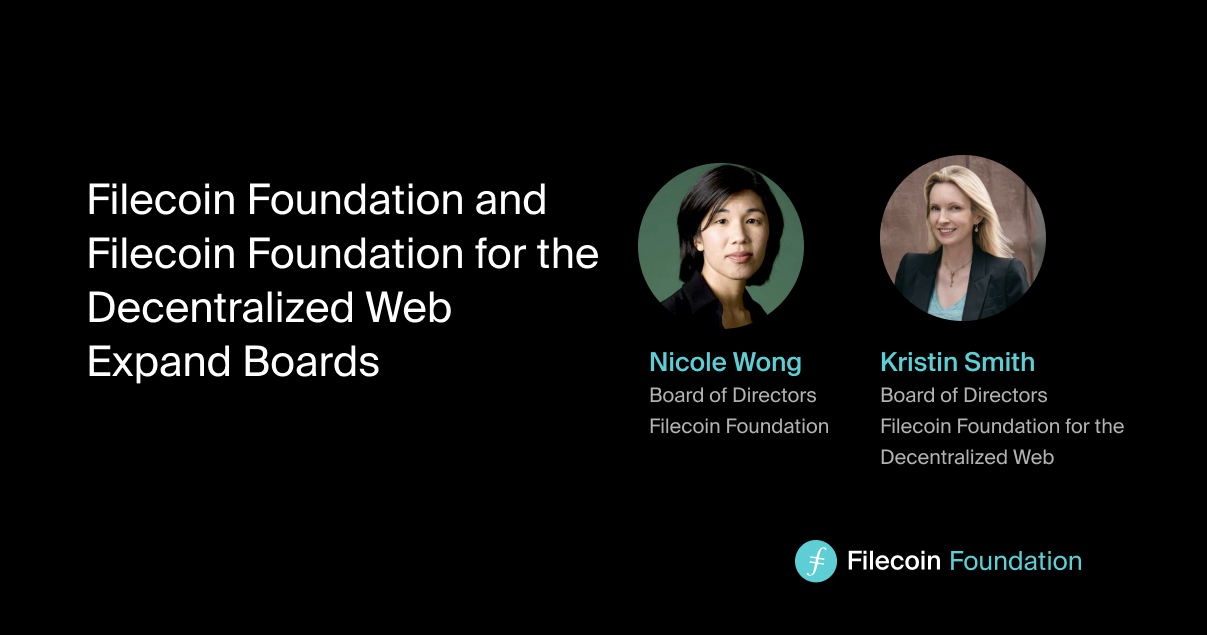 Filecoin Foundation and
Filecoin Foundation for the
Decentralized Web
Expand Boards
Nicole Wong
Board of Directors
Filecoin Foundation
Kristin Smith
Board of Directors
Filecoin Foundation for the
Decentralized Web
Filecoin Foundation